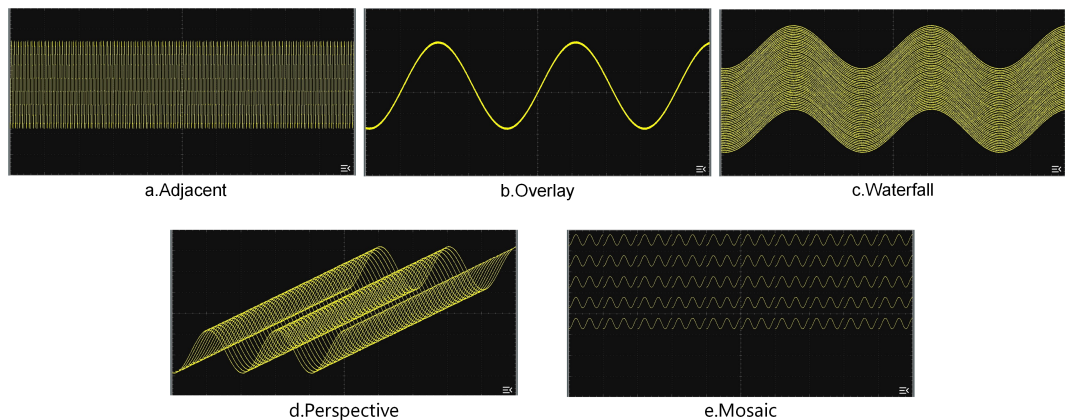 a.Adjacent
b.Overlay
c.Waterfall
d.Perspective
e.Mosaic